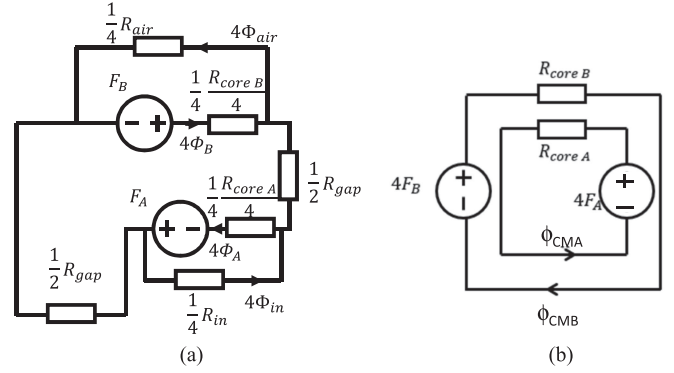 1/4 R_air
4Φ_air
F_B
1/4 R_core B/4
4Φ_B
1/2 R_gap
F_A
1/4 R_core A/4
4Φ_A
1/2 R_gap
1/4 R_in
4Φ_in
(a)
R_core B
R_core A
4F_B
4F_A
ϕ_CMA
ϕ_CMB
(b)